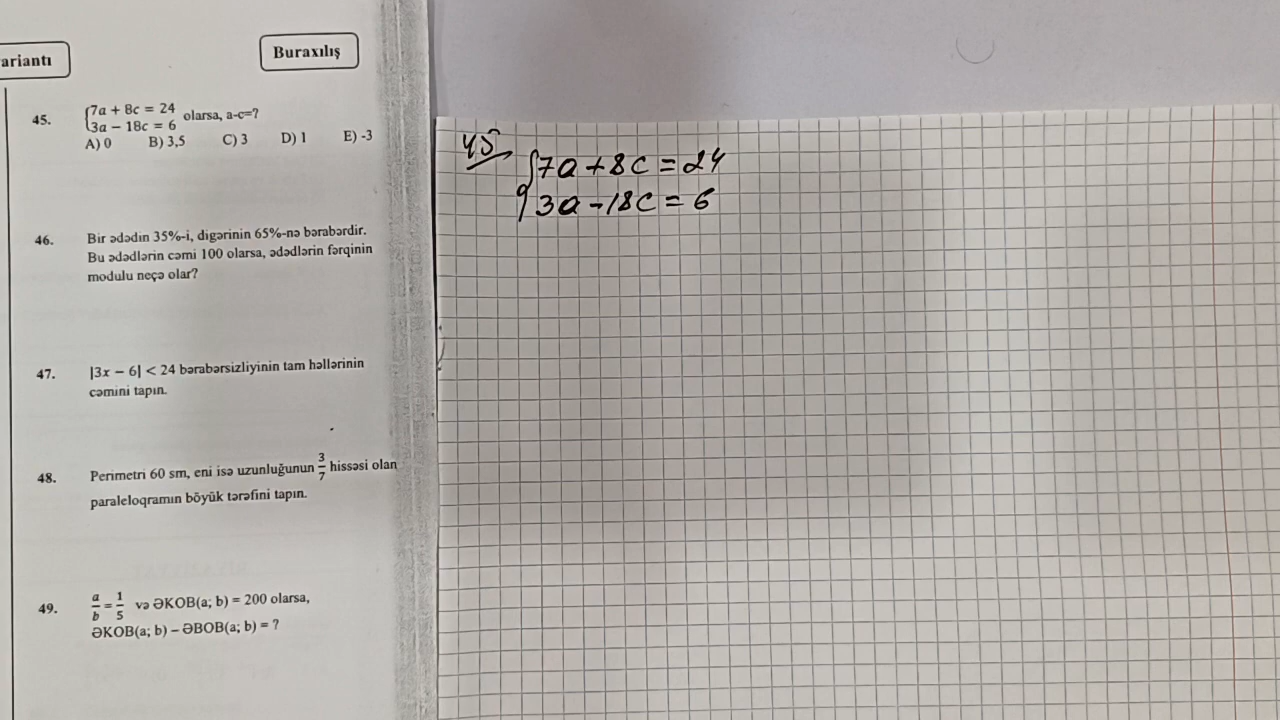 ariantı
Buraxılış
45. {7a + 8c = 24
3a − 18c = 6 olarsa, a-c=?
A) 0 B) 3,5 C) 3 D) 1 E) -3
46. Bir ədədin 35%-i, digərinin 65%-nə bərabərdir.
Bu ədədlərin cəmi 100 olarsa, ədədlərin fərqinin
modulu neçə olar?
47. |3x − 6| < 24 bərabərsizliyinin tam həllərinin
cəmini tapın.
48. Perimetri 60 sm, eni isə uzunluğunun 3/7 hissəsi olan
paraleloqramın böyük tərəfini tapın.
49. a/b = 1/5 və ƏKOB(a; b) = 200 olarsa,
ƏKOB(a; b) – ƏBOB(a; b) = ?
45.
{7a + 8c = 24
3a − 18c = 6